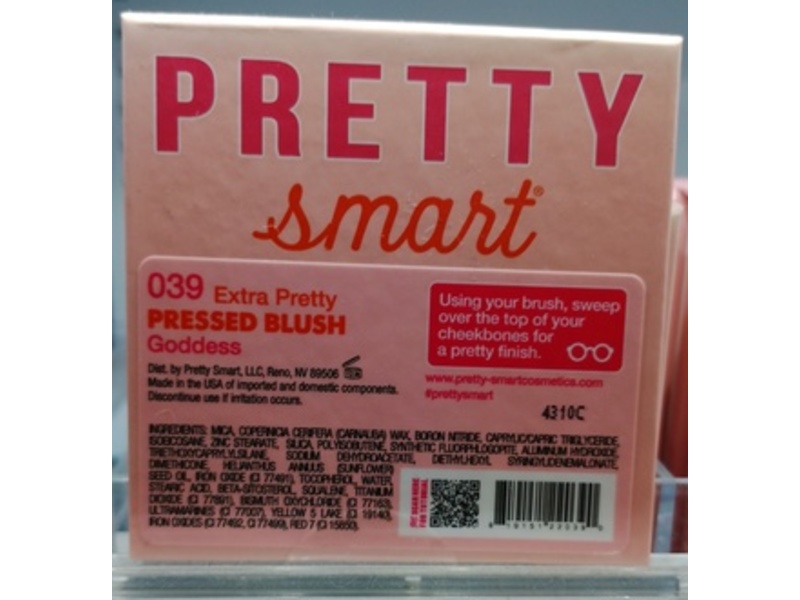 PRETTY
smart®
039 Extra Pretty
PRESSED BLUSH
Goddess
Dist. by Pretty Smart, LLC, Reno, NV 89506
Made in the USA of imported and domestic components.
Discontinue use if irritation occurs.
Using your brush, sweep
over the top of your
cheekbones for
a pretty finish.
www.pretty-smartcosmetics.com
#prettysmart
4310C
INGREDIENTS: MICA, COPERNICIA CERIFERA (CARNAUBA) WAX, BORON NITRIDE, CAPRYLIC/CAPRIC TRIGLYCERIDE,
ISOEICOSANE, ZINC STEARATE, SILICA, POLYISOBUTENE, SYNTHETIC FLUORPHLOGOPITE, ALUMINUM HYDROXIDE,
TRIETHOXYCAPRYLYLSILANE, SODIUM DEHYDROACETATE, DIETHYLHEXYL SYRINGYLIDENEMALONATE,
DIMETHICONE, HELIANTHUS ANNUUS (SUNFLOWER)
SEED OIL, IRON OXIDE (CI 77491), TOCOPHEROL, WATER,
STEARIC ACID, BETA-SITOSTEROL, SQUALENE, TITANIUM
DIOXIDE (CI 77891), BISMUTH OXYCHLORIDE (CI 77163),
ULTRAMARINES (CI 77007), YELLOW 5 LAKE (CI 19140),
IRON OXIDES (CI 77492, CI 77499), RED 7 (CI 15850).